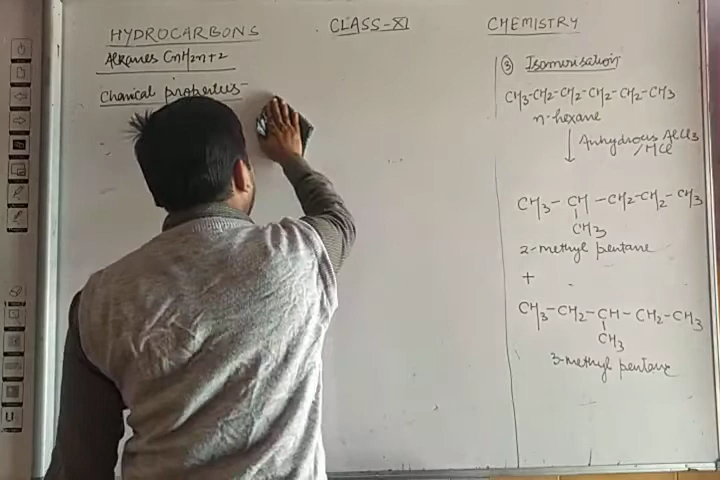 HYDROCARBONS
CLASS-XI
CHEMISTRY
Alkanes CnH2n+2
Chemical properties-
③ Isomerisation
CH3-CH2-CH2-CH2-CH2-CH3
n-hexane
Anhydrous AlCl3
/HCl
CH3-CH-CH2-CH2-CH3
CH3
2-methyl pentane
+
CH3-CH2-CH-CH2-CH3
CH3
3-methyl pentane
U